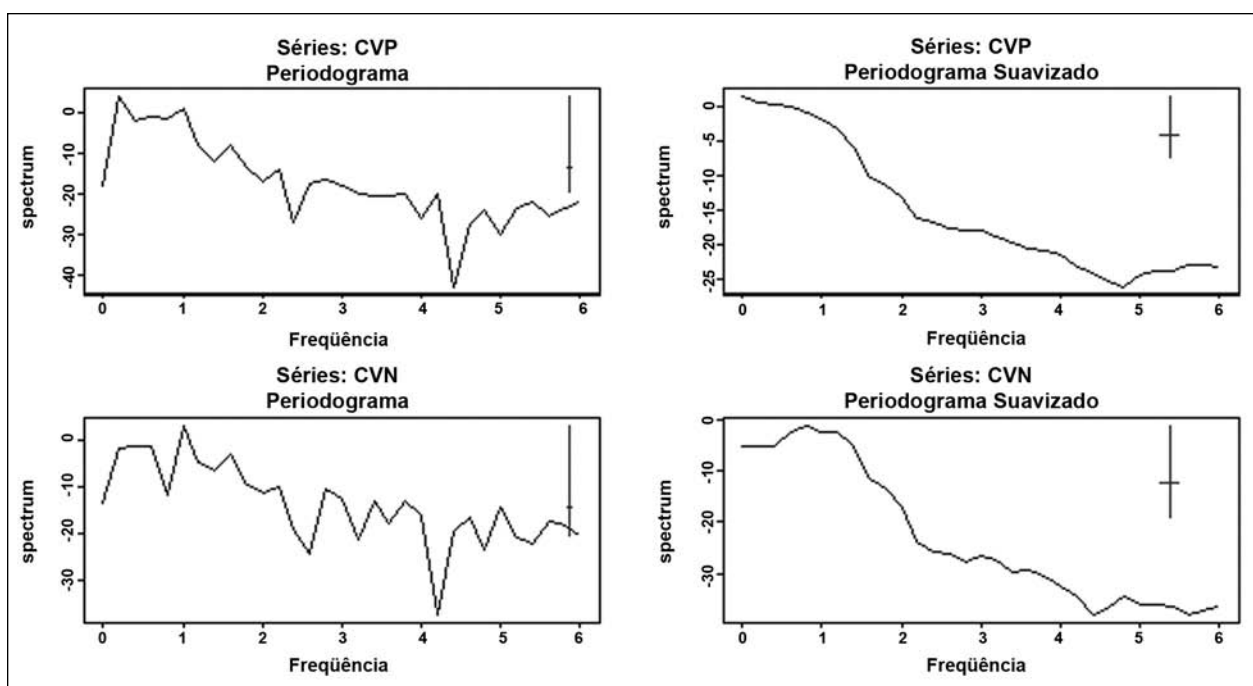 Séries: CVP
Periodograma
spectrum
0
-10
-20
-30
-40
0 1 2 3 4 5 6
Freqüência
Séries: CVP
Periodograma Suavizado
spectrum
0
-5
-10
-15
-20
-25
0 1 2 3 4 5 6
Freqüência
Séries: CVN
Periodograma
spectrum
0
-10
-20
-30
0 1 2 3 4 5 6
Freqüência
Séries: CVN
Periodograma Suavizado
spectrum
0
-10
-20
-30
0 1 2 3 4 5 6
Freqüência